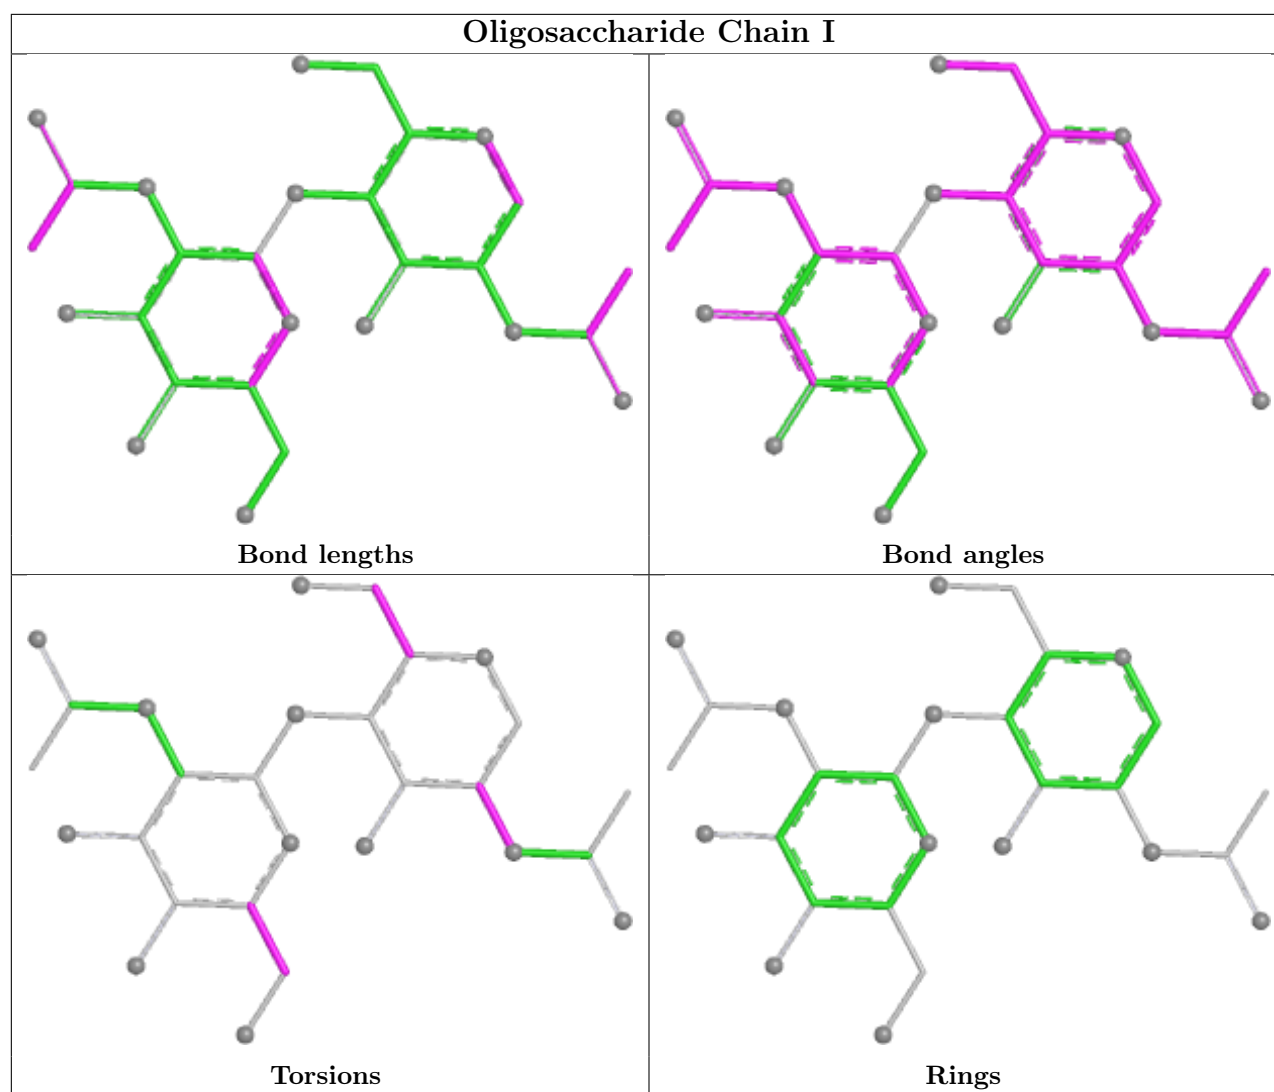 Oligosaccharide Chain I
Bond lengths
Bond angles
Torsions
Rings